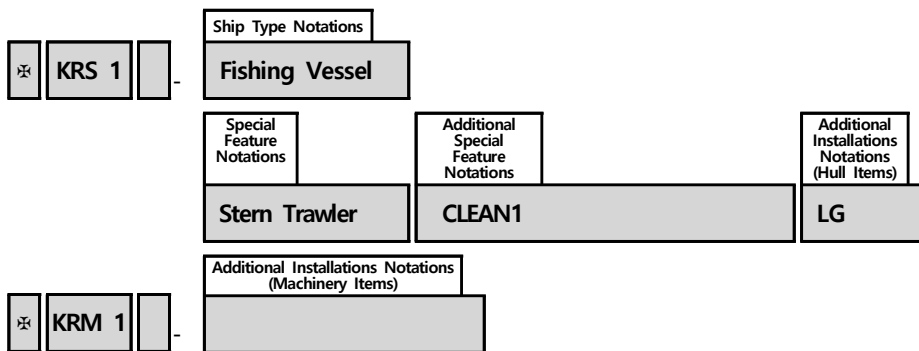 Ship Type Notations
✠ KRS 1 - Fishing Vessel
Special
Feature
Notations
Additional
Special
Feature
Notations
Additional
Installations
Notations
(Hull Items)
Stern Trawler CLEAN1 LG
Additional Installations Notations
(Machinery Items)
✠ KRM 1 -